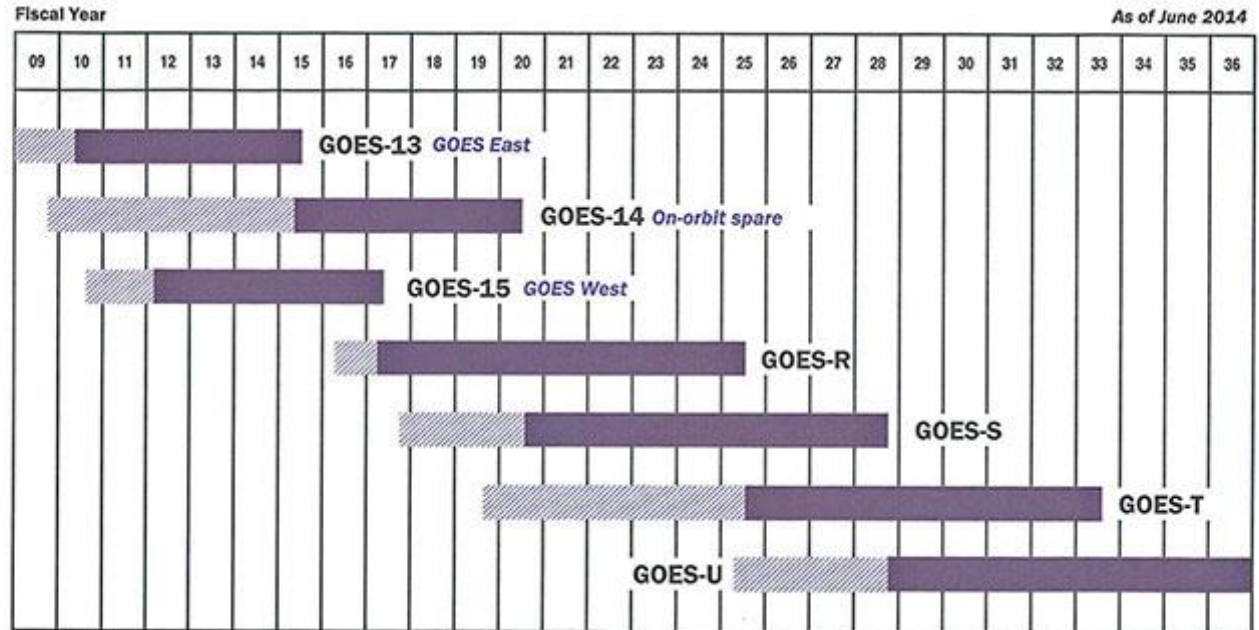 Fiscal Year
As of June 2014
09 10 11 12 13 14 15 16 17 18 19 20 21 22 23 24 25 26 27 28 29 30 31 32 33 34 35 36
GOES-13 GOES East
GOES-14 On-orbit spare
GOES-15 GOES West
GOES-R
GOES-S
GOES-T
GOES-U